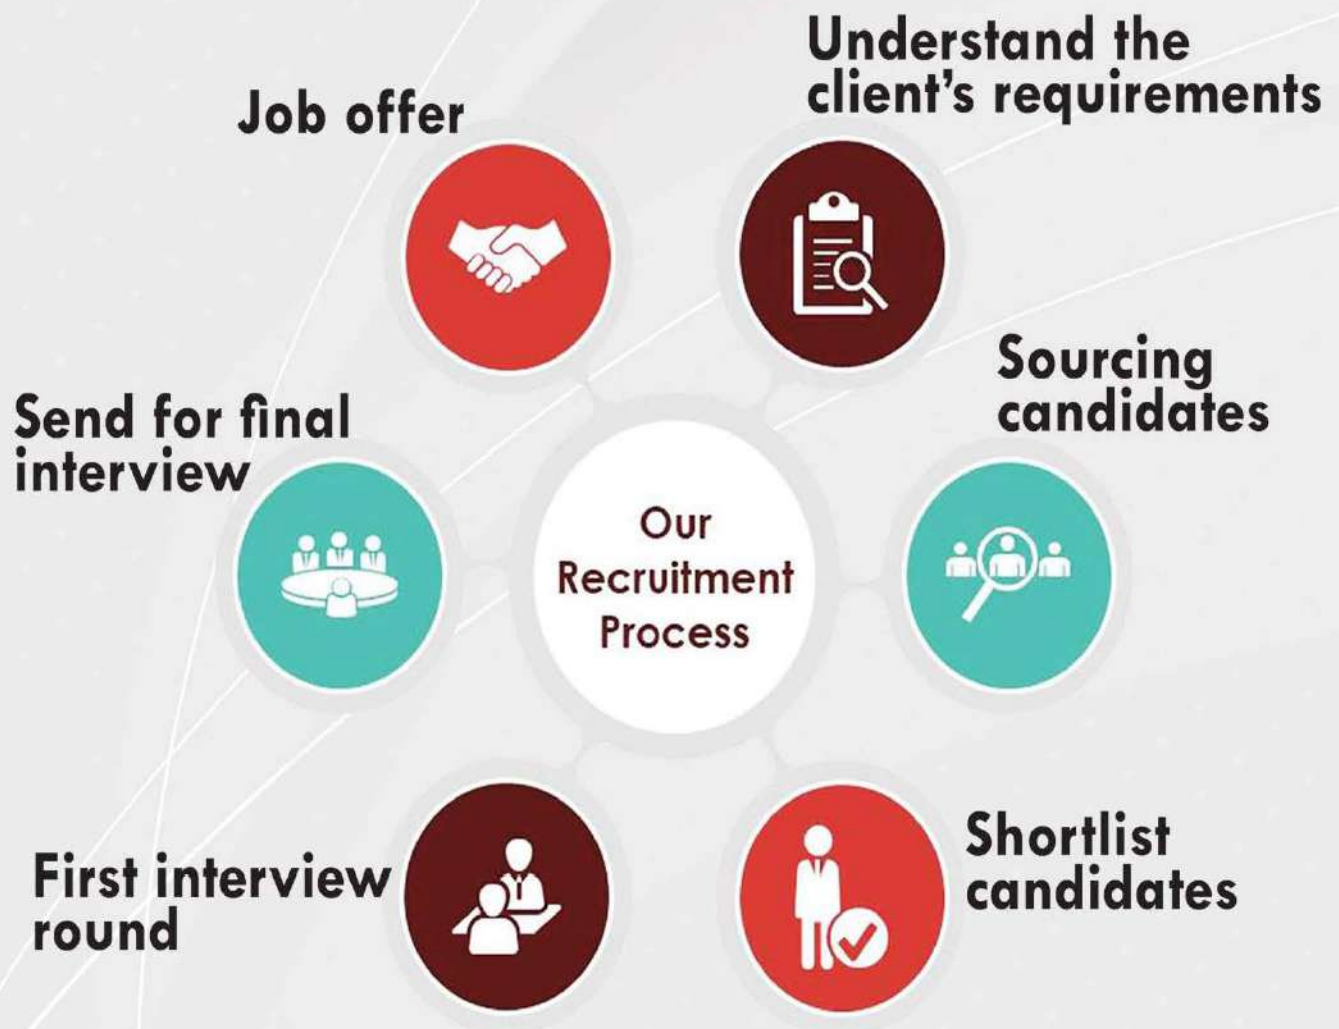 Understand the
client's requirements
Job offer
Sourcing
candidates
Send for final
interview
Our
Recruitment
Process
Shortlist
candidates
First interview
round